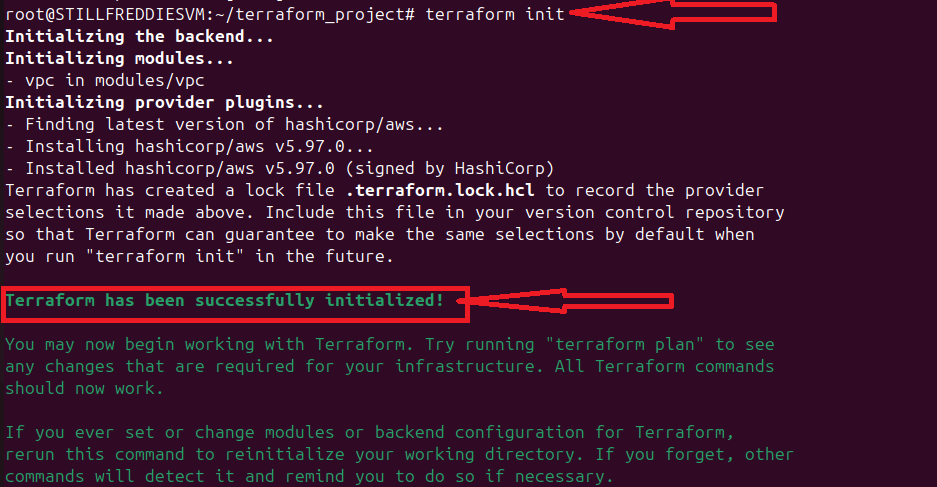 root@STILLFREDDIESVM:~/terraform_project# terraform init
Initializing the backend...
Initializing modules...
- vpc in modules/vpc
Initializing provider plugins...
- Finding latest version of hashicorp/aws...
- Installing hashicorp/aws v5.97.0...
- Installed hashicorp/aws v5.97.0 (signed by HashiCorp)
Terraform has created a lock file .terraform.lock.hcl to record the provider
selections it made above. Include this file in your version control repository
so that Terraform can guarantee to make the same selections by default when
you run "terraform init" in the future.
Terraform has been successfully initialized!
You may now begin working with Terraform. Try running "terraform plan" to see
any changes that are required for your infrastructure. All Terraform commands
should now work.
If you ever set or change modules or backend configuration for Terraform,
rerun this command to reinitialize your working directory. If you forget, other
commands will detect it and remind you to do so if necessary.